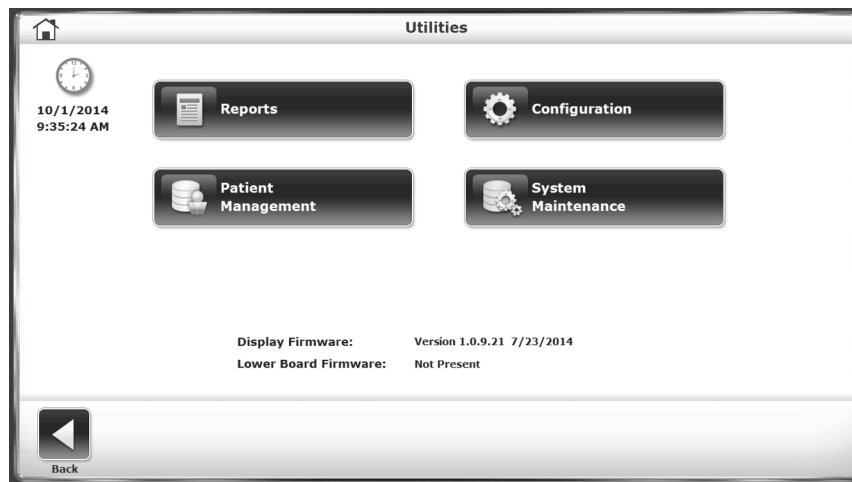 Utilities
10/1/2014
9:35:24 AM
Reports
Configuration
Patient
Management
System
Maintenance
Display Firmware: Version 1.0.9.21 7/23/2014
Lower Board Firmware: Not Present
Back